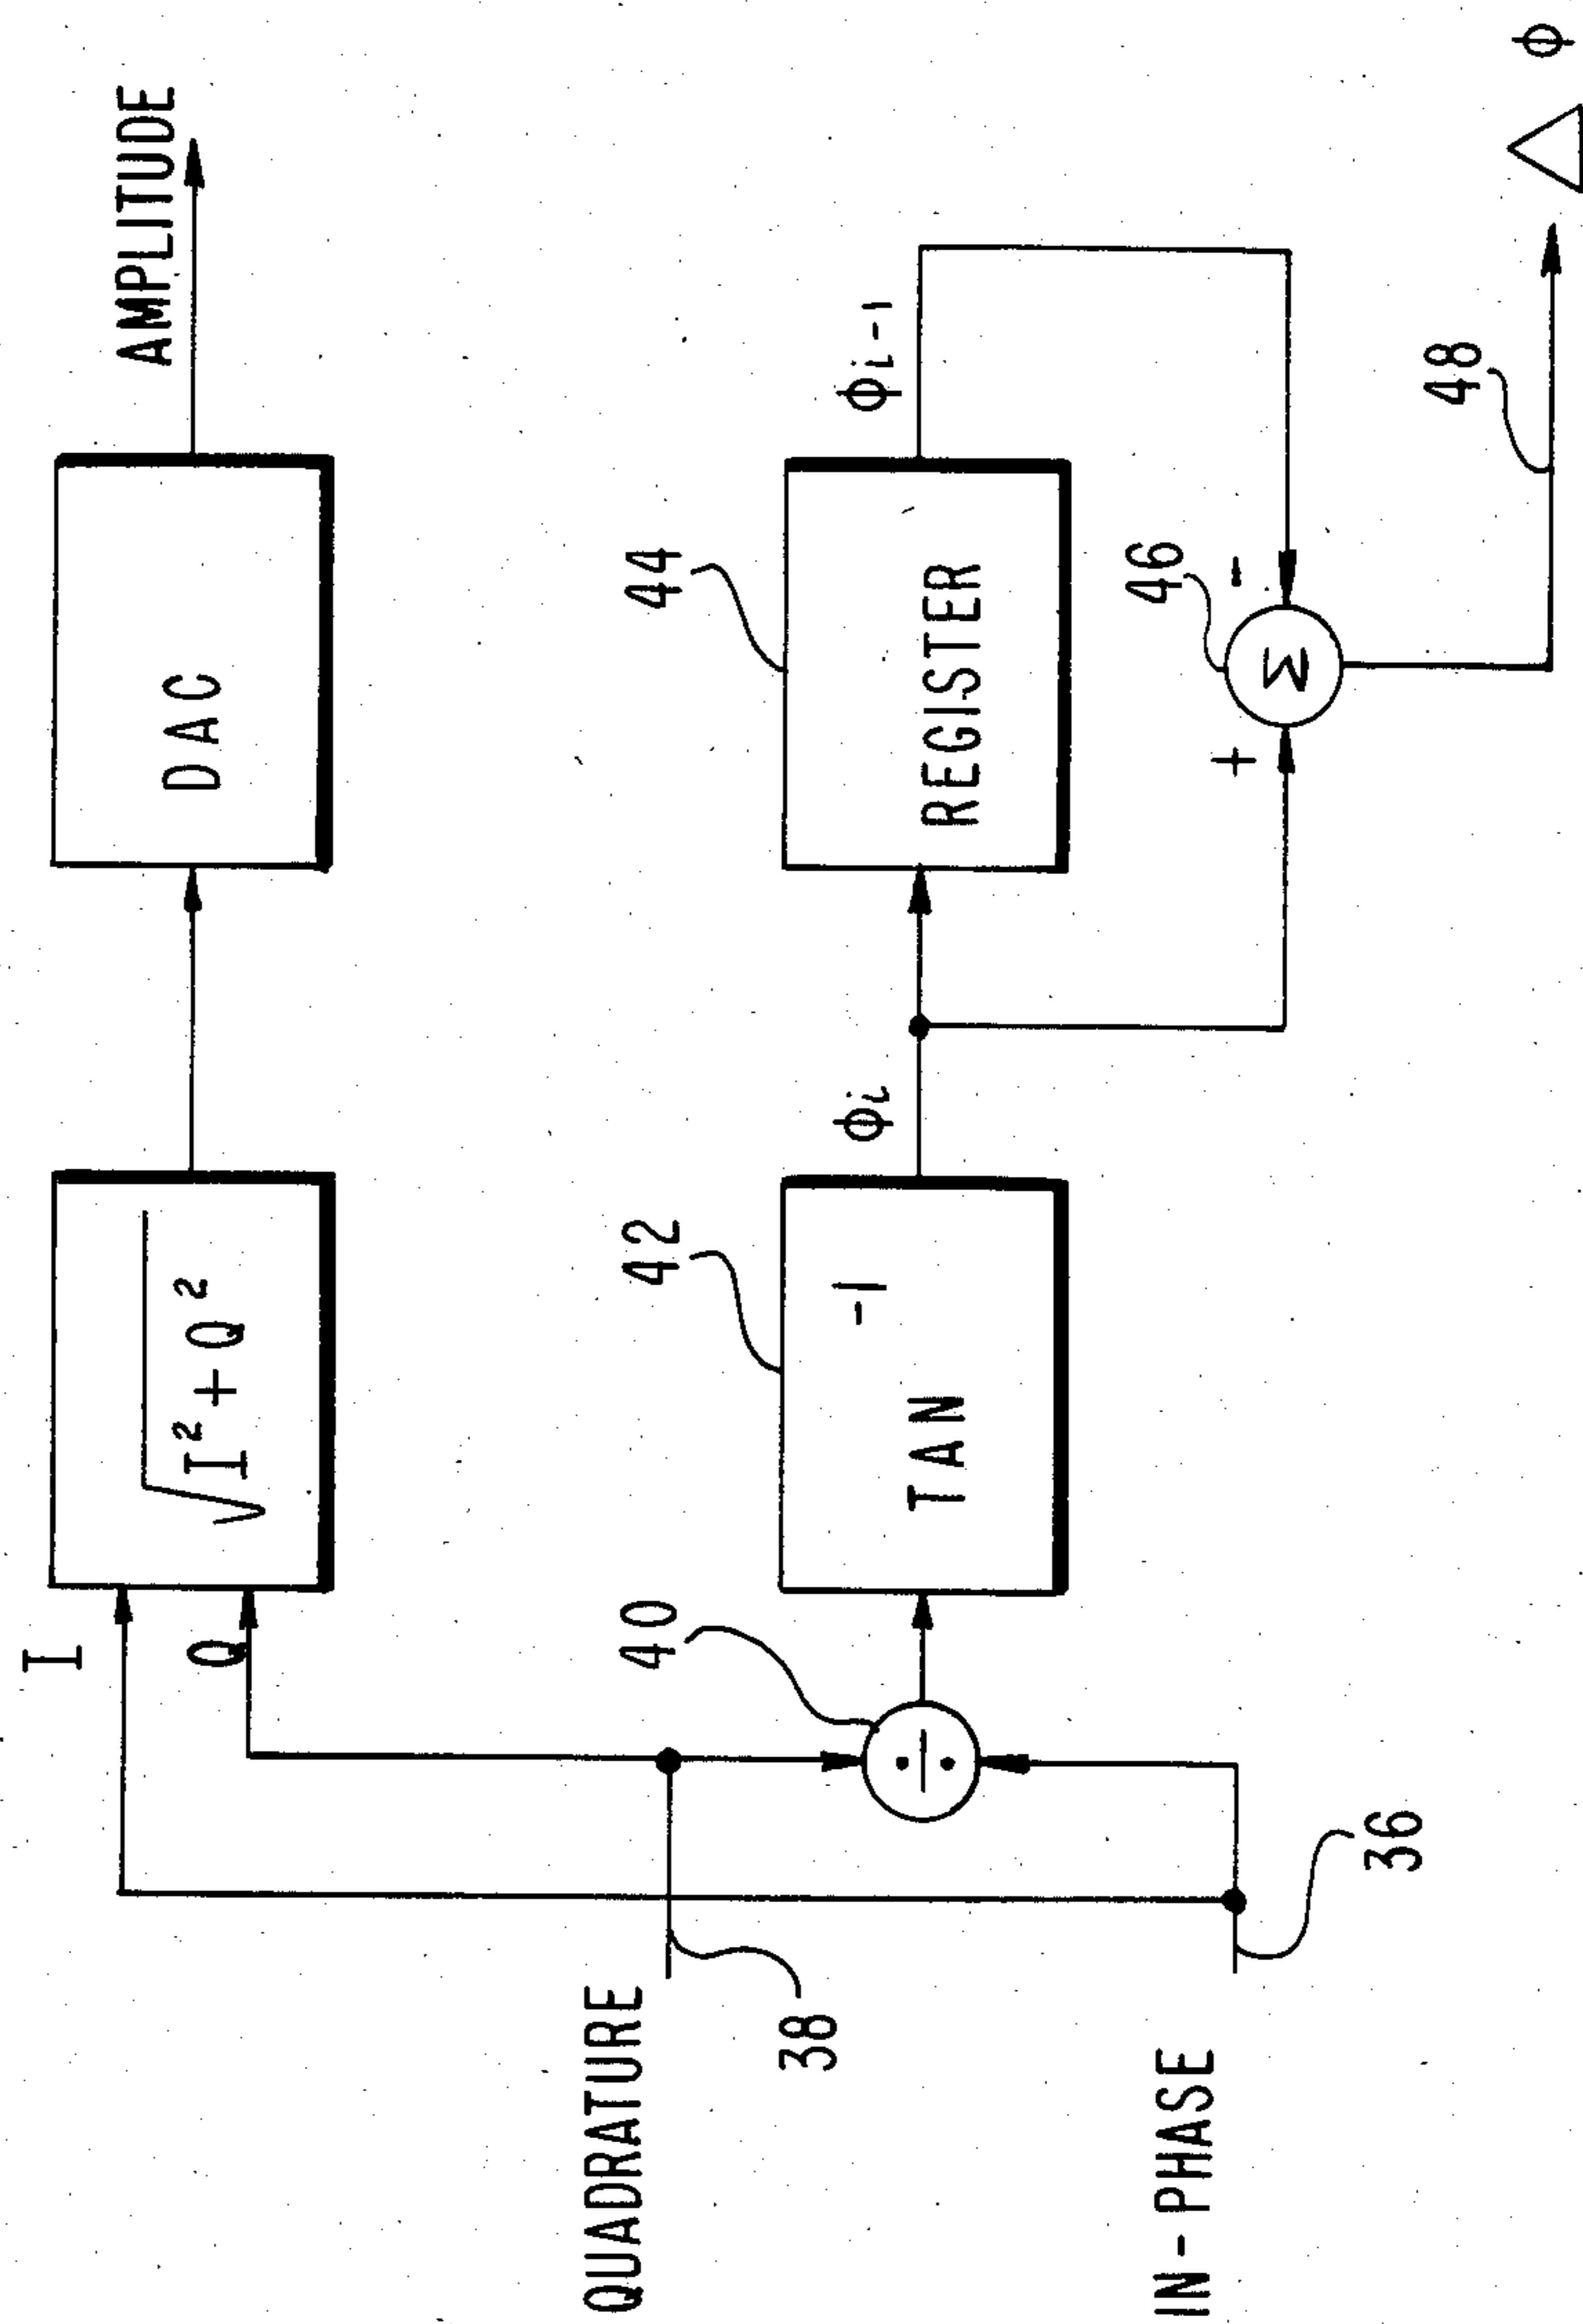 AMPLITUDE
I
Q
√I²+Q²
DAC
QUADRATURE
38
40
42
TAN⁻¹
ϕi
44
REGISTER
ϕi-1
IN-PHASE
36
+
46
-
Σ
48
△ ϕ